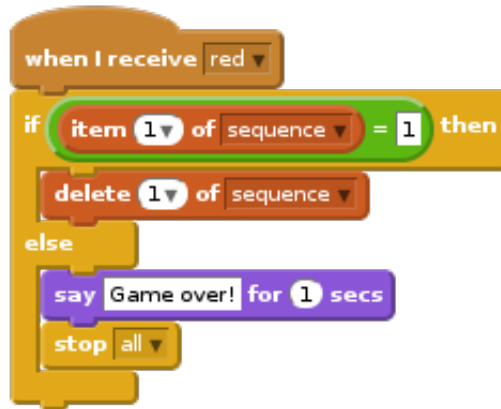 when I receive red
if item 1 of sequence = 1 then
delete 1 of sequence
else
say Game over! for 1 secs
stop all